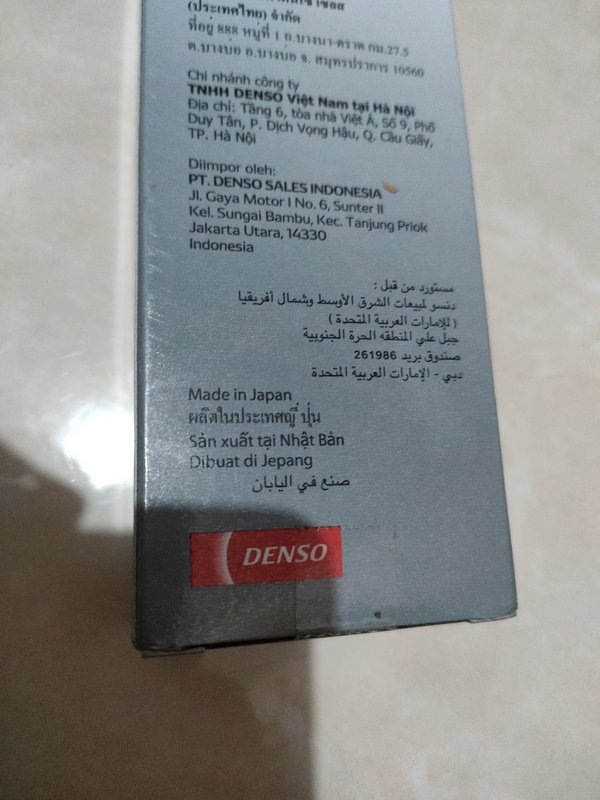 (ประเทศไทย) จำกัด
ที่อยู่ 888 หมู่ที่ 1 ถ.บางนา-ตราด กม.27.5
ต.บางบ่อ อ.บางบ่อ จ. สมุทรปราการ 10560
Chi nhánh công ty
TNHH DENSO Việt Nam tại Hà Nội
Địa chỉ: Tầng 6, tòa nhà Việt Á, Số 9, Phố
Duy Tân, P. Dịch Vọng Hậu, Q. Cầu Giấy,
TP. Hà Nội
Diimpor oleh:
PT. DENSO SALES INDONESIA
Jl. Gaya Motor I No. 6, Sunter II
Kel. Sungai Bambu, Kec. Tanjung Priok
Jakarta Utara, 14330
Indonesia
مستورد من قبل :
دنسو لمبيعات الشرق الأوسط وشمال أفريقيا
( للإمارات العربية المتحدة )
جبل علي المنطقه الحرة الجنوبية
صندوق بريد 261986
دبي - الإمارات العربية المتحدة
Made in Japan
ผลิตในประเทศญี่ปุ่น
Sản xuất tại Nhật Bản
Dibuat di Jepang
صنع في اليابان
DENSO